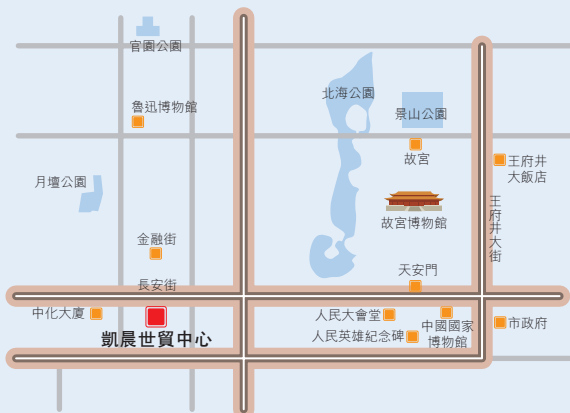 官園公園
北海公園
魯迅博物館
景山公園
故宮
王府井
大飯店
月壇公園
王府井大街
故宮博物館
金融街
天安門
長安街
中化大廈
人民大會堂
中國國家
博物館
市政府
凱晨世貿中心
人民英雄紀念碑